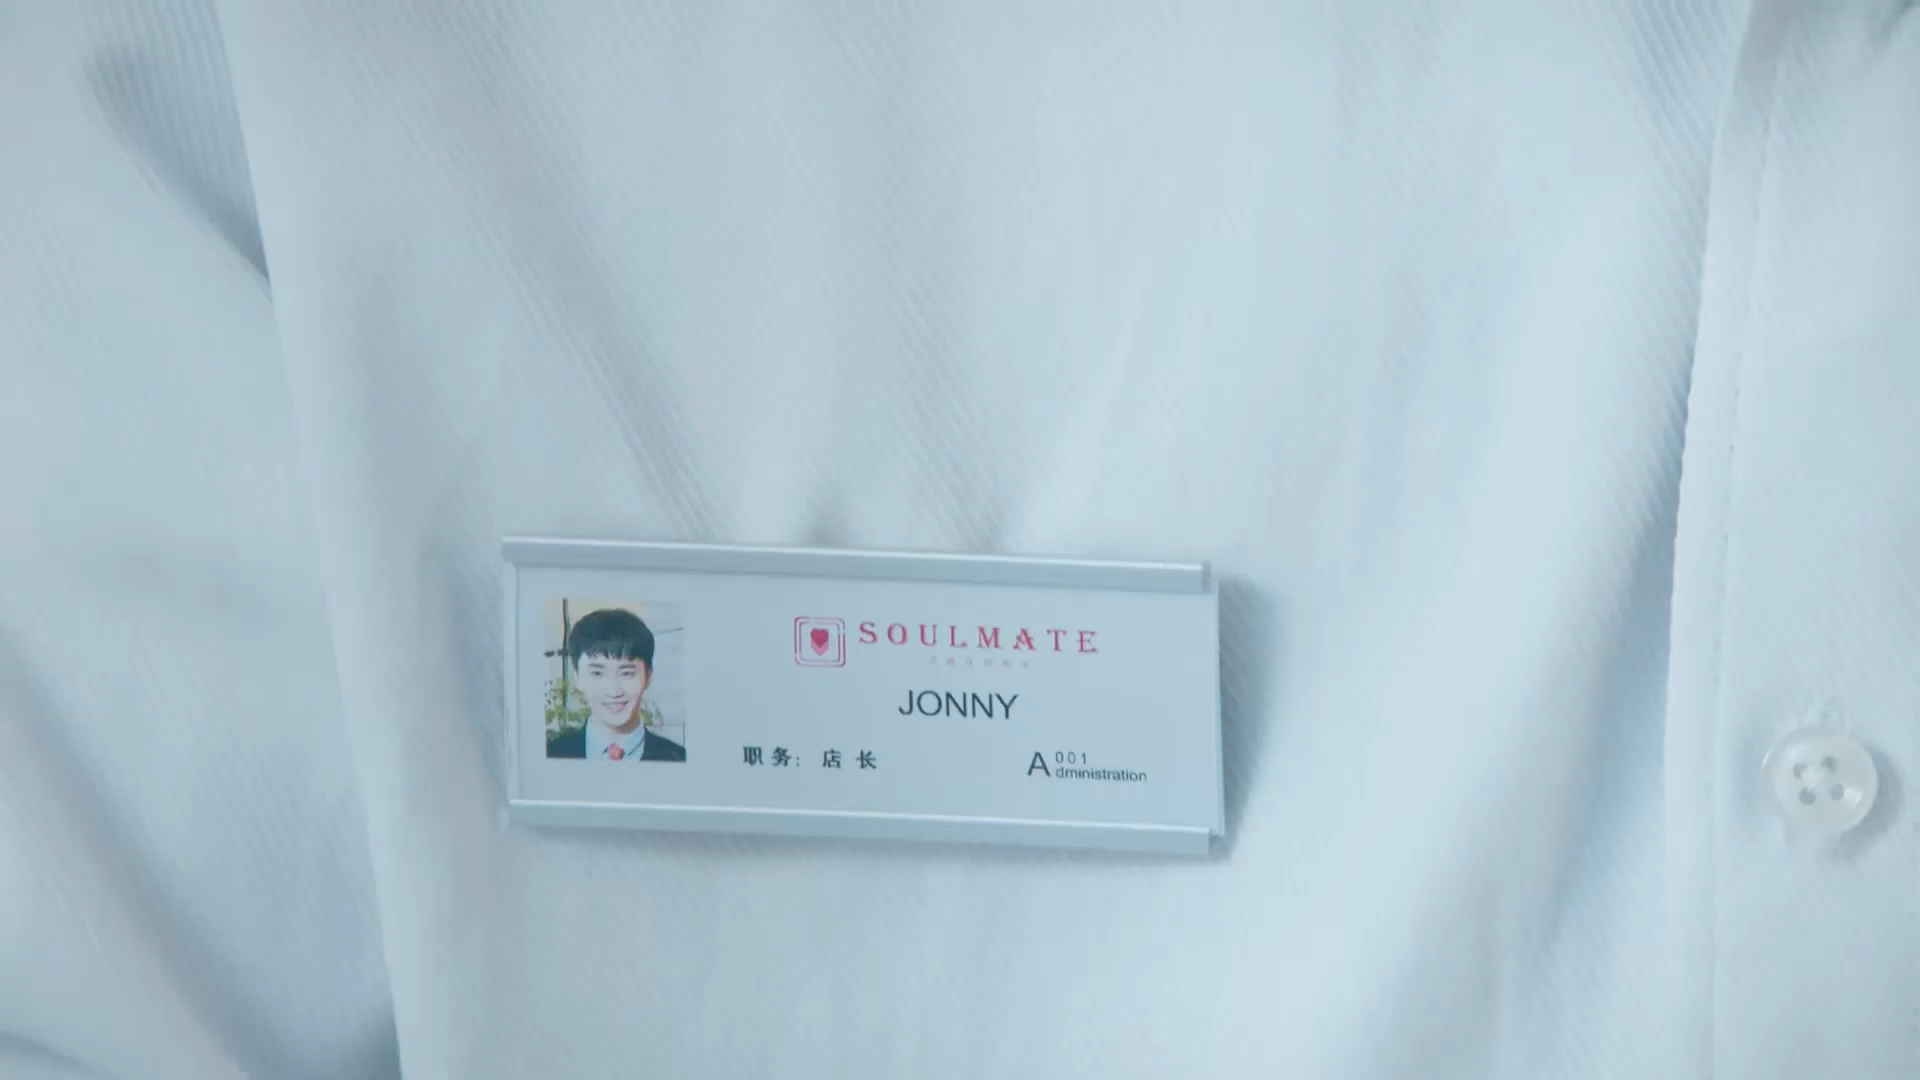 SOULMATE
JONNY
职务: 店长
A001
dministration